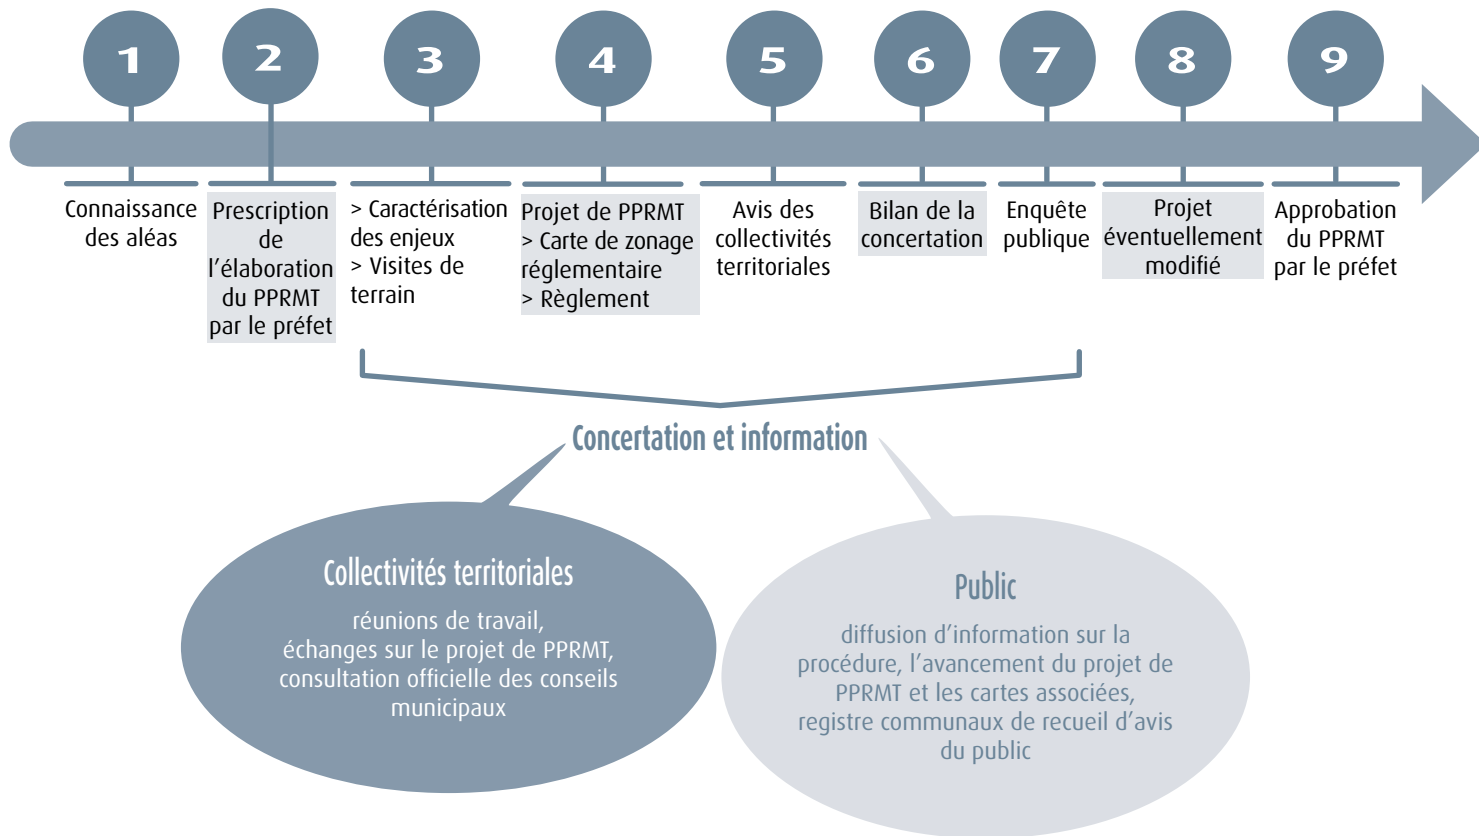 1
2
3
4
5
6
7
8
9
Connaissance
des aléas
Prescription
de
l'élaboration
du PPRMT
par le préfet
> Caractérisation
des enjeux
> Visites de
terrain
Projet de PPRMT
> Carte de zonage
réglementaire
> Règlement
Avis des
collectivités
territoriales
Bilan de la
concertation
Enquête
publique
Projet
éventuellement
modifié
Approbation
du PPRMT
par le préfet
Concertation et information
Collectivités territoriales
réunions de travail,
échanges sur le projet de PPRMT,
consultation officielle des conseils
municipaux
Public
diffusion d'information sur la
procédure, l'avancement du projet de
PPRMT et les cartes associées,
registre communaux de recueil d'avis
du public